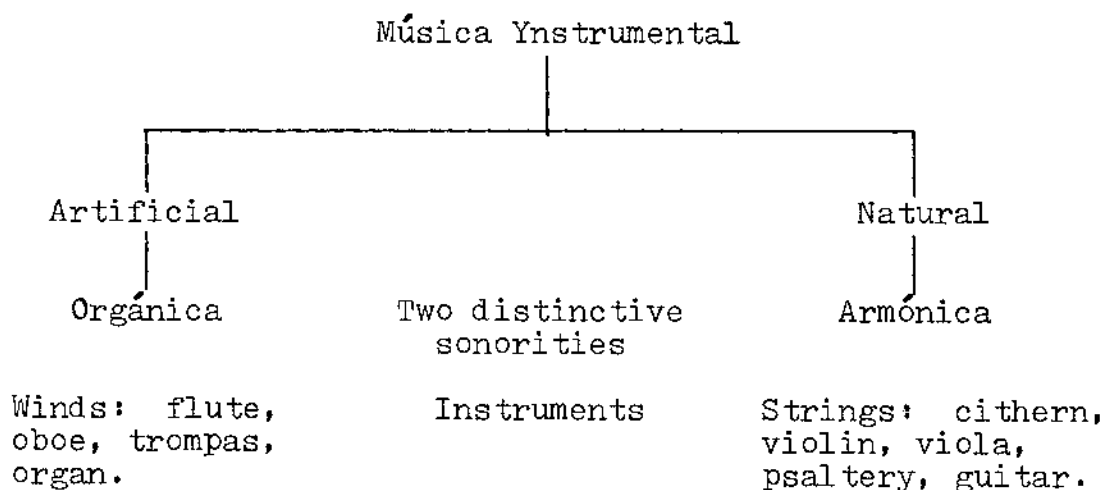 Música Ynstrumental
Artificial
Natural
Orgánica
Two distinctive
sonorities
Armónica
Winds: flute,
oboe, trompas,
organ.
Instruments
Strings: cithern,
violin, viola,
psaltery, guitar.